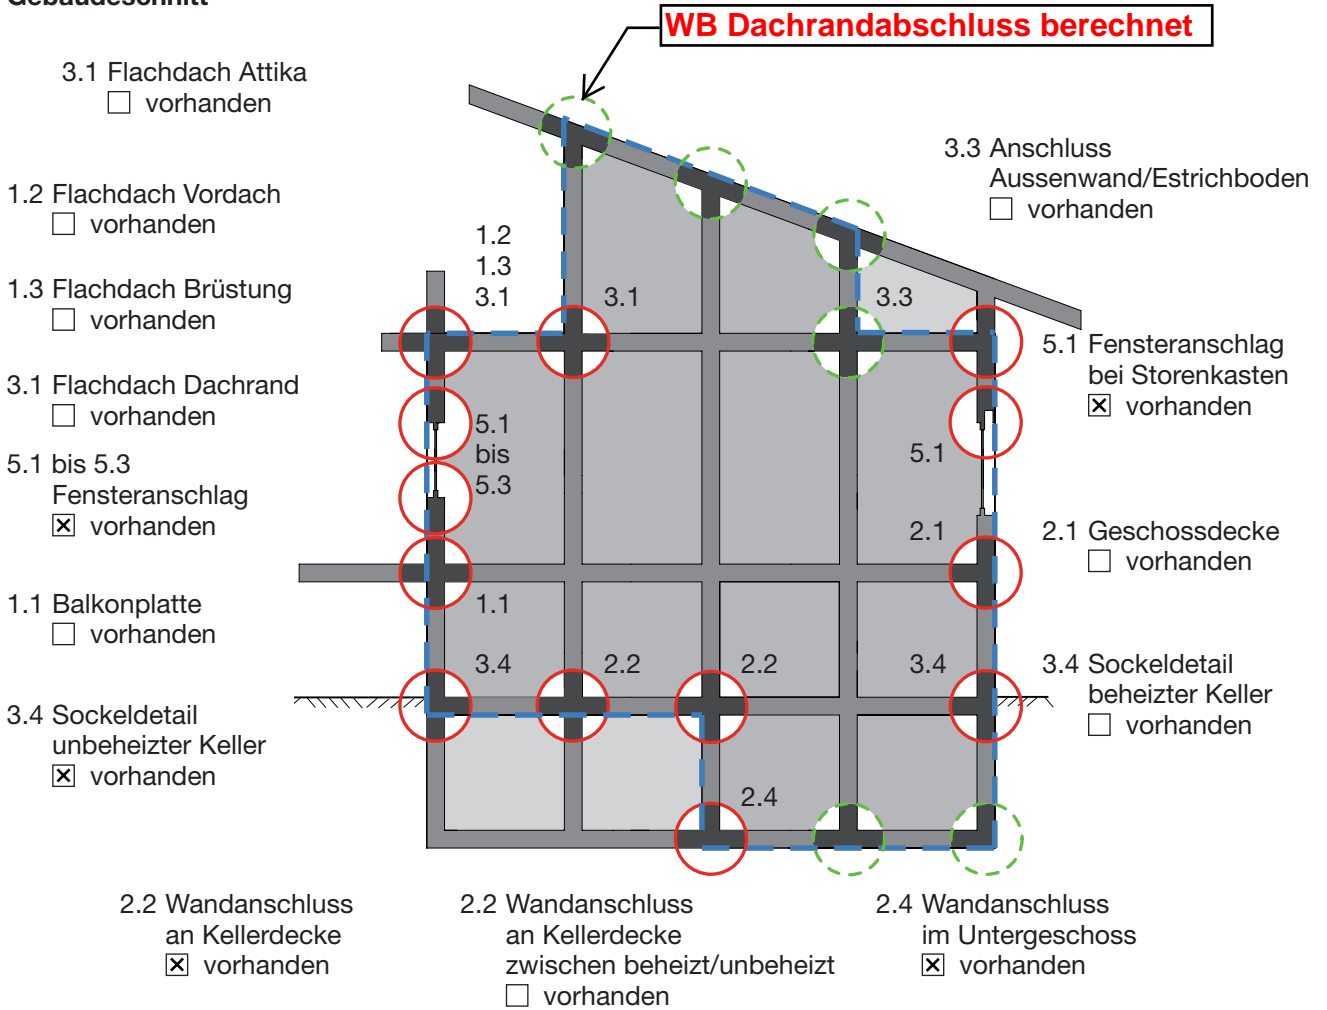 Gebäudeschnitt
WB Dachrandabschluss berechnet
3.1 Flachdach Attika
vorhanden
1.2 Flachdach Vordach
vorhanden
1.3 Flachdach Brüstung
vorhanden
3.1 Flachdach Dachrand
vorhanden
5.1 bis 5.3
Fensteranschlag
vorhanden
1.1 Balkonplatte
vorhanden
3.4 Sockeldetail
unbeheizter Keller
vorhanden
1.2
1.3
3.1
3.1
3.3
5.1
bis
5.3
5.1
2.1
1.1
3.4
2.2
2.2
3.4
2.4
3.3 Anschluss
Aussenwand/Estrichboden
vorhanden
5.1 Fensteranschlag
bei Storenkasten
vorhanden
2.1 Geschossdecke
vorhanden
3.4 Sockeldetail
beheizter Keller
vorhanden
2.2 Wandanschluss
an Kellerdecke
vorhanden
2.2 Wandanschluss
an Kellerdecke
zwischen beheizt/unbeheizt
vorhanden
2.4 Wandanschluss
im Untergeschoss
vorhanden